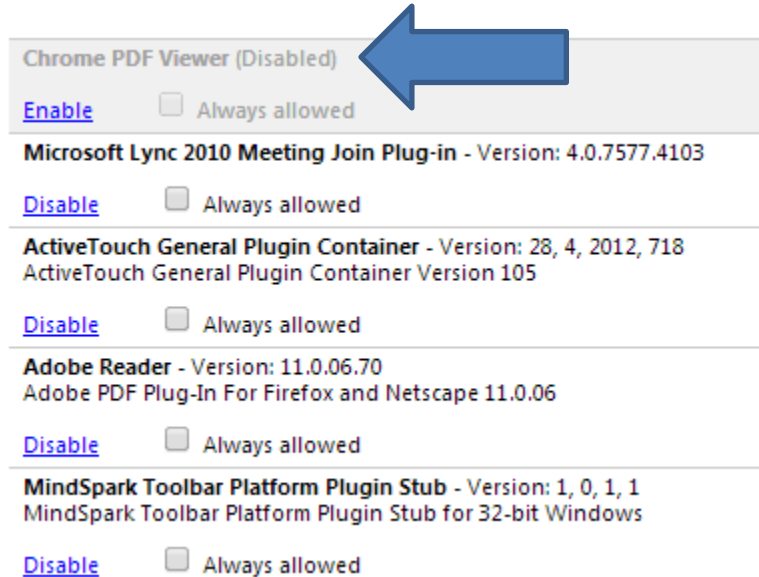 Chrome PDF Viewer (Disabled)
Enable Always allowed
Microsoft Lync 2010 Meeting Join Plug-in - Version: 4.0.7577.4103
Disable Always allowed
ActiveTouch General Plugin Container - Version: 28, 4, 2012, 718
ActiveTouch General Plugin Container Version 105
Disable Always allowed
Adobe Reader - Version: 11.0.06.70
Adobe PDF Plug-In For Firefox and Netscape 11.0.06
Disable Always allowed
MindSpark Toolbar Platform Plugin Stub - Version: 1, 0, 1, 1
MindSpark Toolbar Platform Plugin Stub for 32-bit Windows
Disable Always allowed